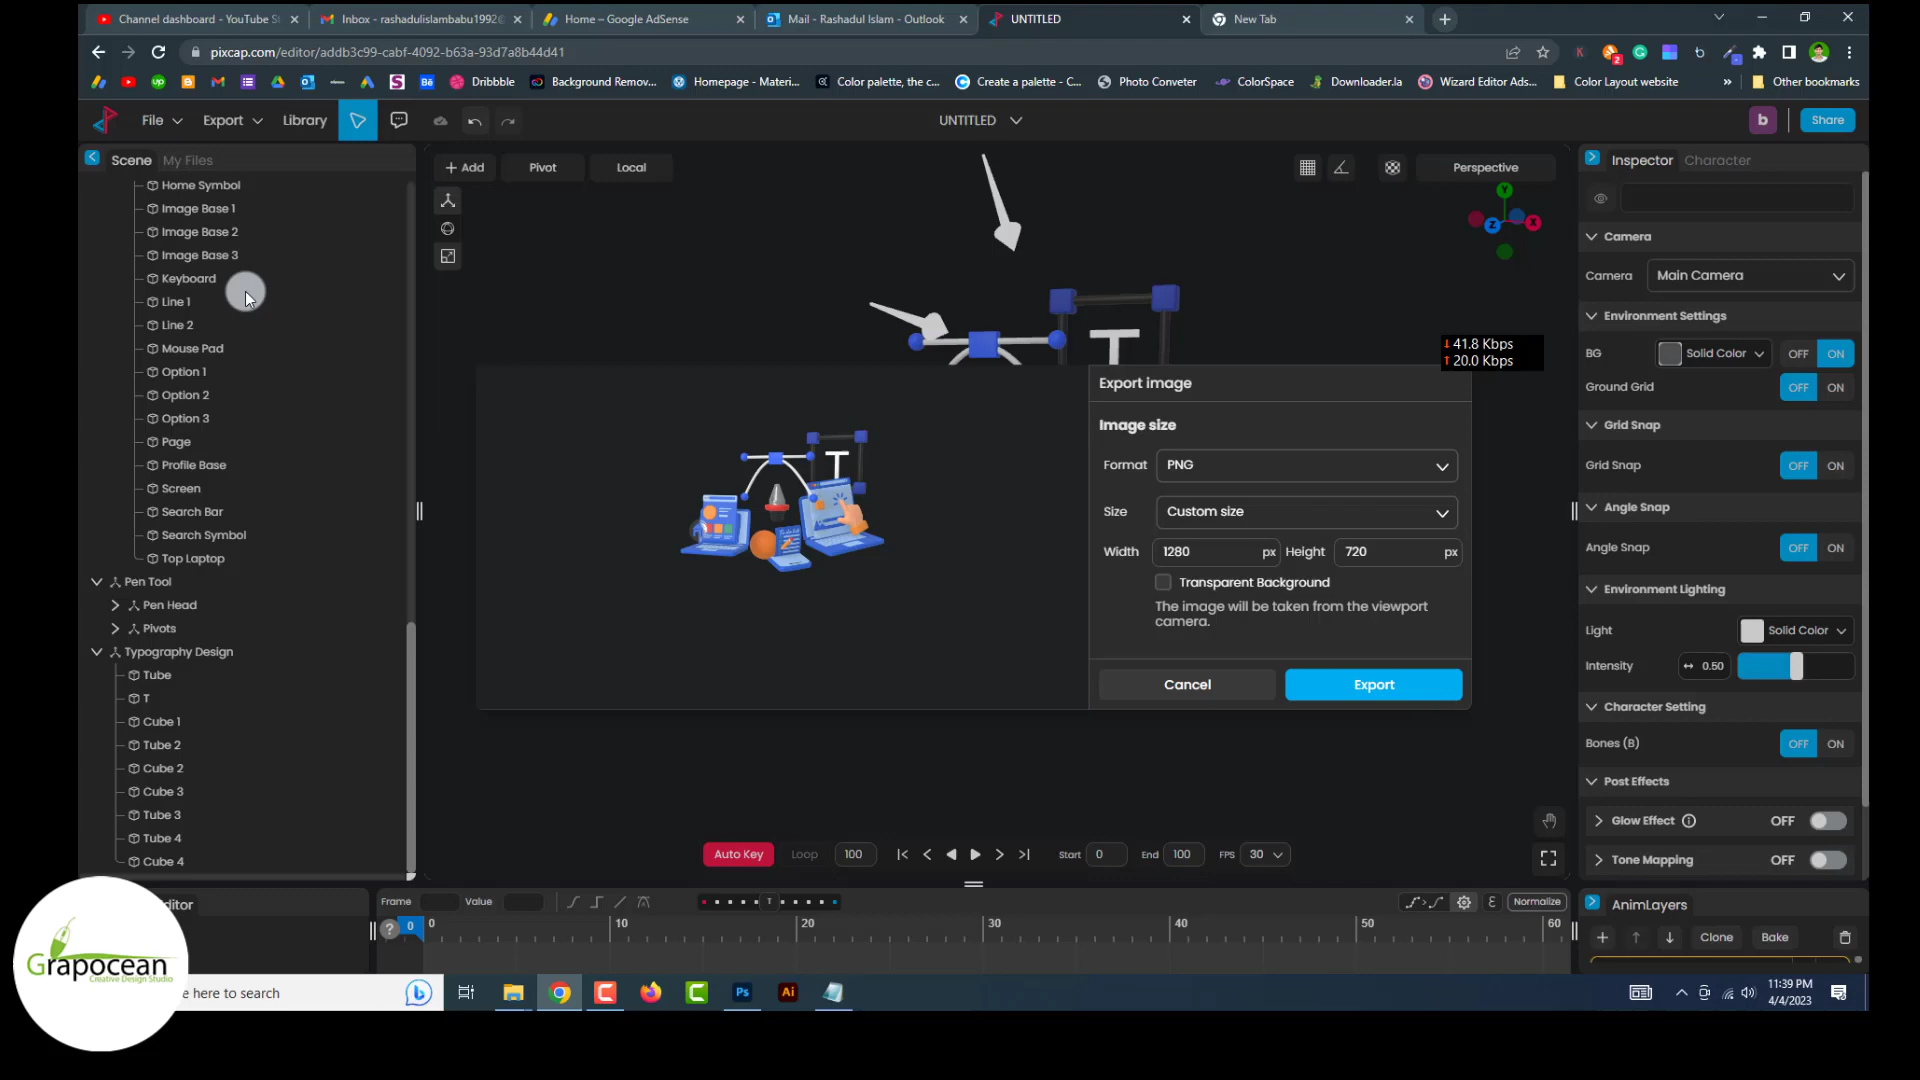 Channel dashboard - YouTube S
Inbox - rashadulislambabu1992@
Home – Google AdSense
Mail - Rashadul Islam - Outlook
UNTITLED
New Tab
pixcap.com/editor/addb3c99-cabf-4092-b63a-93d7a8b44d41
Dribbble
Background Remov...
Homepage - Materi...
Color palette, the c...
Create a palette - C...
Photo Conveter
ColorSpace
Downloader.la
Wizard Editor Ads...
Color Layout website
»
Other bookmarks
File
Export
Library
UNTITLED
b
Share
Scene
My Files
+ Add
Pivot
Local
Perspective
Inspector
Character
Home Symbol
Image Base 1
Image Base 2
Image Base 3
Keyboard
Line 1
Line 2
Mouse Pad
Option 1
Option 2
Option 3
Page
Profile Base
Screen
Search Bar
Search Symbol
Top Laptop
Pen Tool
Pen Head
Pivots
Typography Design
Tube
T
Cube 1
Tube 2
Cube 2
Cube 3
Tube 3
Tube 4
Cube 4
Y
Z
X
T
↓ 41.8 Kbps
↑ 20.0 Kbps
Export image
Image size
Format
PNG
Size
Custom size
Width
1280
px
Height
720
px
Transparent Background
The image will be taken from the viewport
camera.
Cancel
Export
Camera
Camera
Main Camera
Environment Settings
BG
Solid Color
OFF
ON
Ground Grid
OFF
ON
Grid Snap
Grid Snap
OFF
ON
Angle Snap
Angle Snap
OFF
ON
Environment Lighting
Light
Solid Color
Intensity
0.50
Character Setting
Bones (B)
OFF
ON
Post Effects
Glow Effect
OFF
Tone Mapping
OFF
Auto Key
Loop
100
Start
0
End
100
FPS
30
ditor
Frame
Value
T
Normalize
0
0
10
20
30
40
50
60
AnimLayers
Clone
Bake
Grapocean
Creative Design Studio
e here to search
Ps
Ai
11:39 PM
4/4/2023